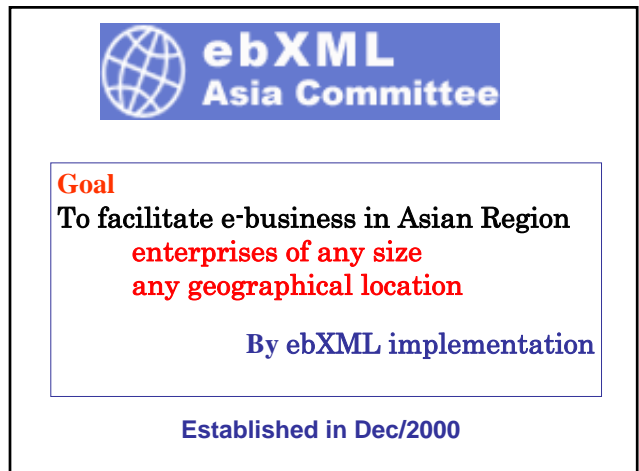 ebXML
Asia Committee
Goal
To facilitate e-business in Asian Region
enterprises of any size
any geographical location
By ebXML implementation
Established in Dec/2000